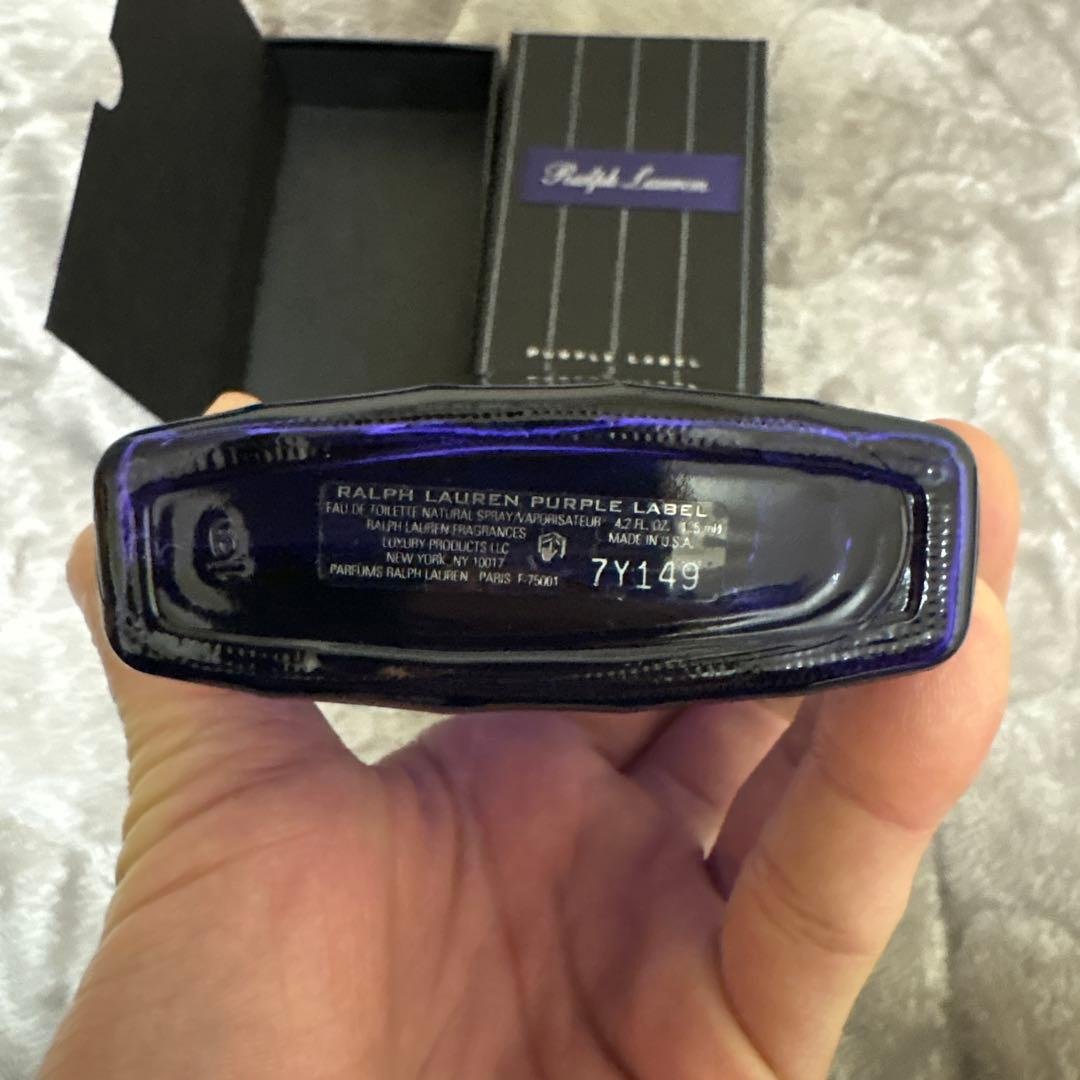 Ralph Lauren
PURPLE LABEL
RALPH LAUREN PURPLE LABEL
EAU DE TOILETTE NATURAL SPRAY/VAPORISATEUR 4.2 FL. OZ.
RALPH LAUREN FRAGRANCES MADE IN U.S.A.
LUXURY PRODUCTS LLC
NEW YORK, NY 10017
PARFUMS RALPH LAUREN PARIS F-75001
7Y149